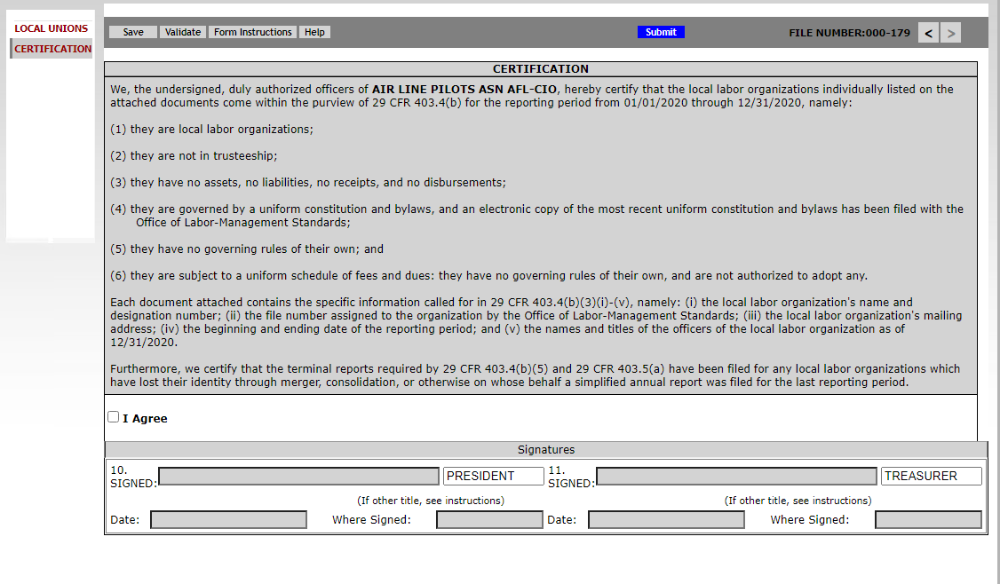 LOCAL UNIONS
CERTIFICATION
Save Validate Form Instructions Help Submit FILE NUMBER:000-179 < >
CERTIFICATION
We, the undersigned, duly authorized officers of AIR LINE PILOTS ASN AFL-CIO, hereby certify that the local labor organizations individually listed on the
attached documents come within the purview of 29 CFR 403.4(b) for the reporting period from 01/01/2020 through 12/31/2020, namely:
(1) they are local labor organizations;
(2) they are not in trusteeship;
(3) they have no assets, no liabilities, no receipts, and no disbursements;
(4) they are governed by a uniform constitution and bylaws, and an electronic copy of the most recent uniform constitution and bylaws has been filed with the
Office of Labor-Management Standards;
(5) they have no governing rules of their own; and
(6) they are subject to a uniform schedule of fees and dues: they have no governing rules of their own, and are not authorized to adopt any.
Each document attached contains the specific information called for in 29 CFR 403.4(b)(3)(i)-(v), namely: (i) the local labor organization's name and
designation number; (ii) the file number assigned to the organization by the Office of Labor-Management Standards; (iii) the local labor organization's mailing
address; (iv) the beginning and ending date of the reporting period; and (v) the names and titles of the officers of the local labor organization as of
12/31/2020.
Furthermore, we certify that the terminal reports required by 29 CFR 403.4(b)(5) and 29 CFR 403.5(a) have been filed for any local labor organizations which
have lost their identity through merger, consolidation, or otherwise on whose behalf a simplified annual report was filed for the last reporting period.
I Agree
Signatures
10. SIGNED: PRESIDENT 11. SIGNED: TREASURER
(If other title, see instructions) (If other title, see instructions)
Date: Where Signed: Date: Where Signed: